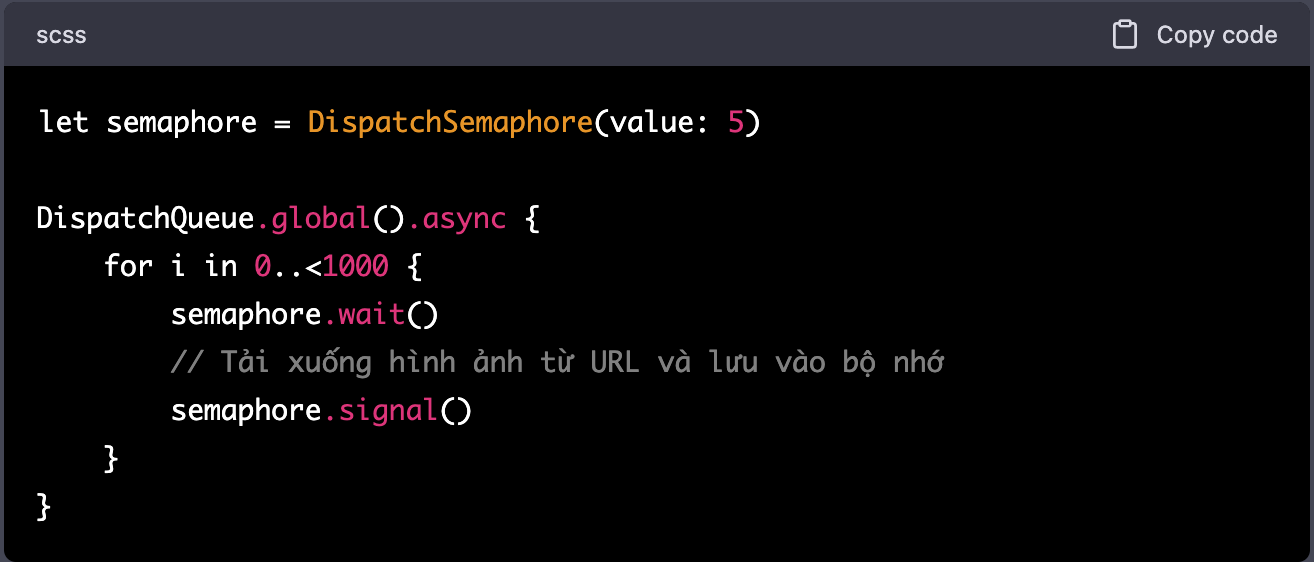 scss
Copy code
let semaphore = DispatchSemaphore(value: 5)
DispatchQueue.global().async {
for i in 0..<1000 {
semaphore.wait()
// Tải xuống hình ảnh từ URL và lưu vào bộ nhớ
semaphore.signal()
}
}